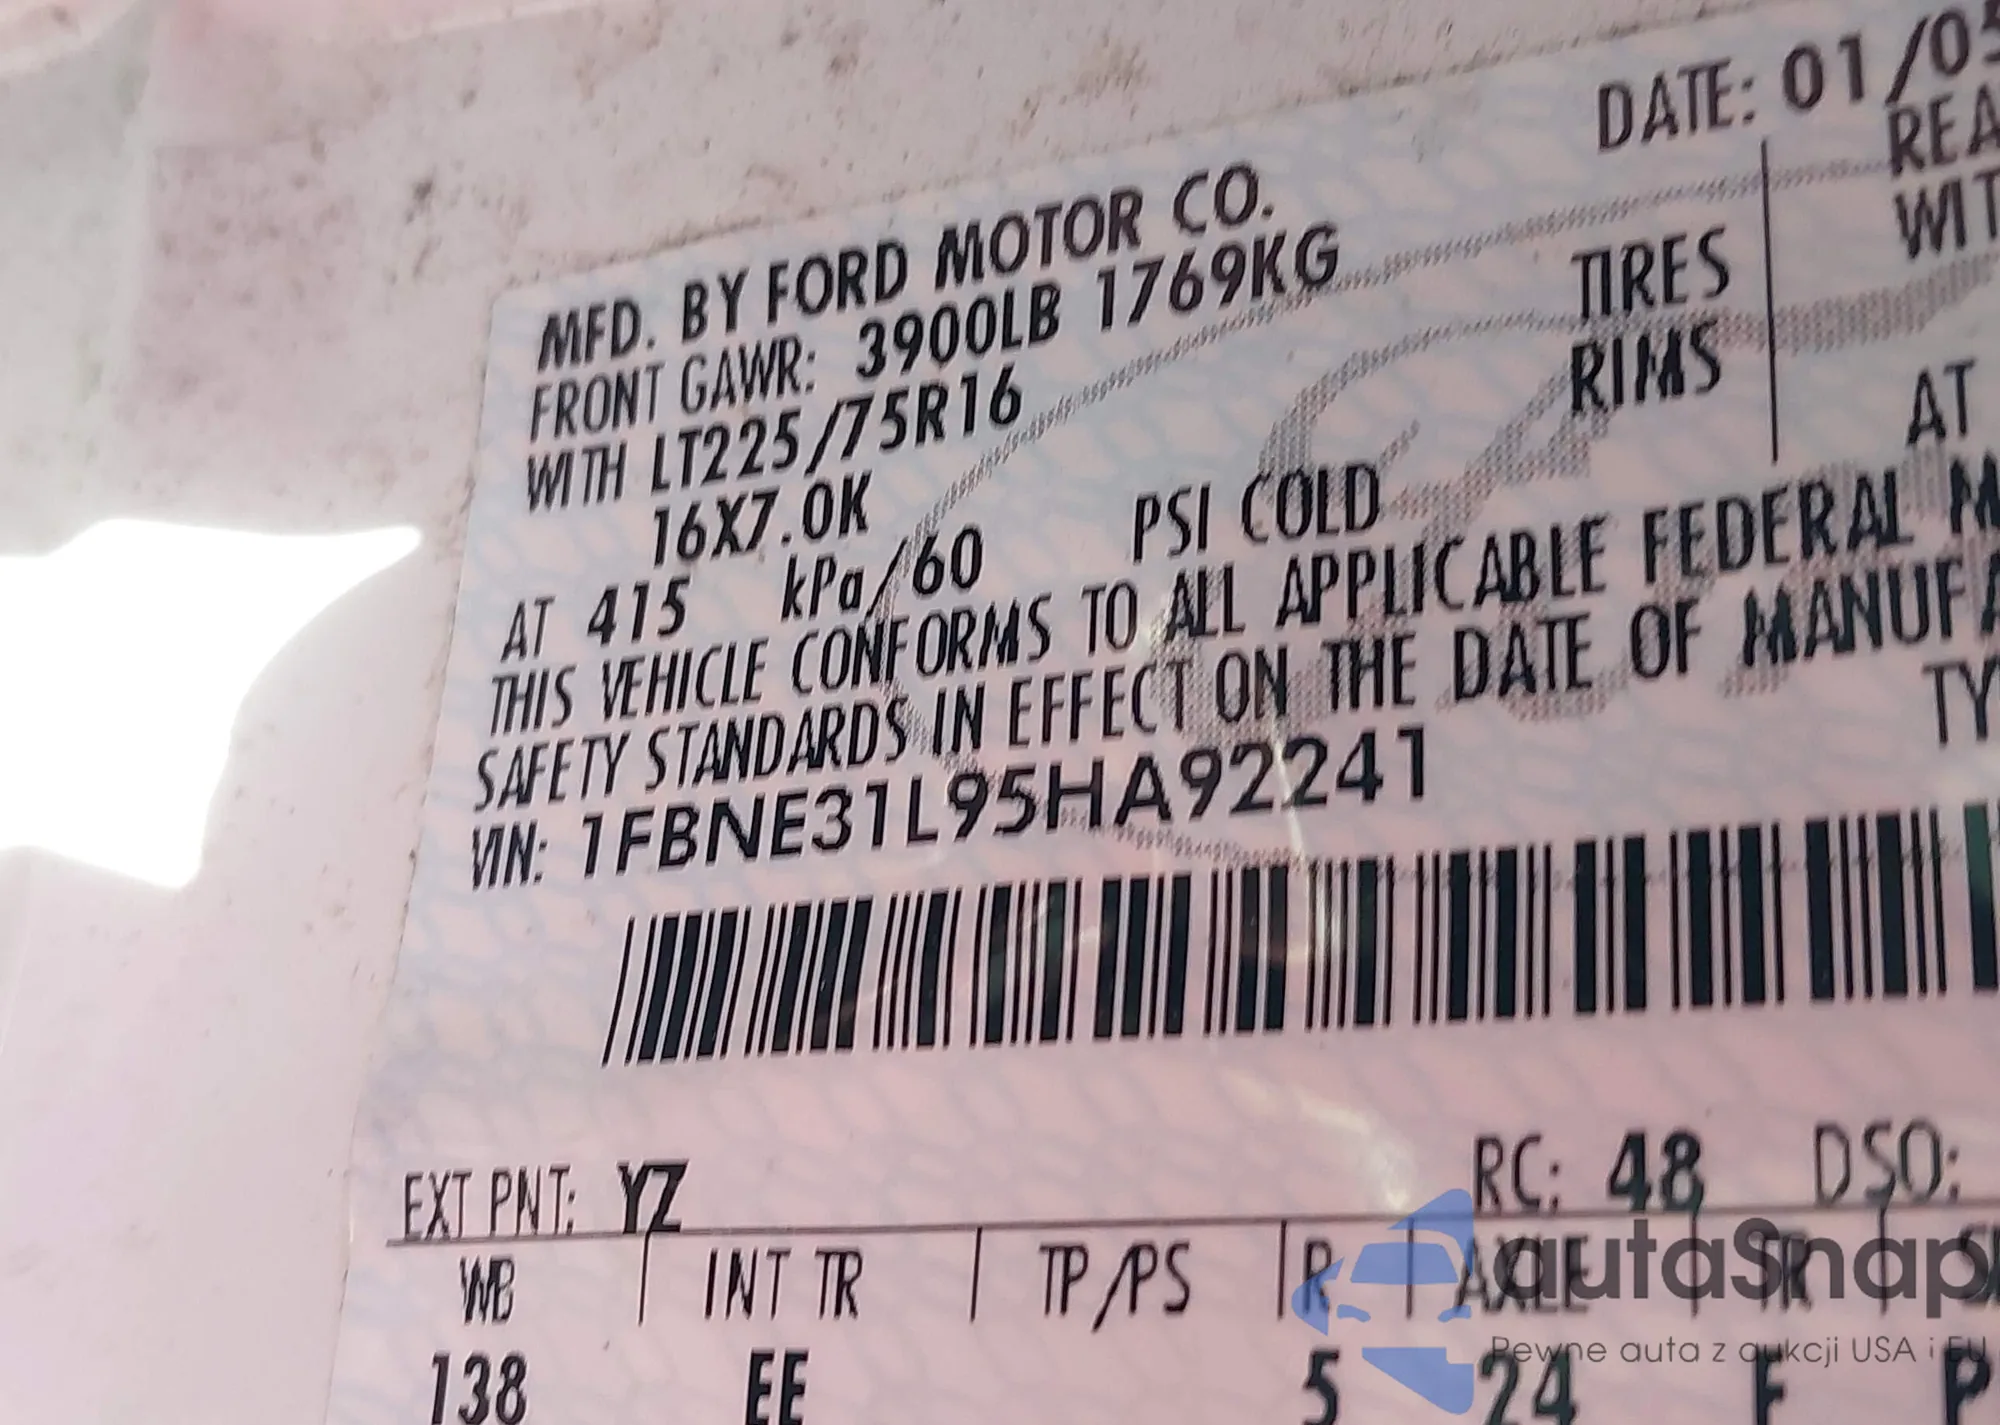 DATE: 01/05
MFD. BY FORD MOTOR CO.
FRONT GAWR: 3900LB 1769KG
REA
WITH LT225/75R16 TIRES
WIT
16X7.0K RIMS
AT 415 kPa/60 PSI COLD
AT
THIS VEHICLE CONFORMS TO ALL APPLICABLE FEDERAL M
SAFETY STANDARDS IN EFFECT ON THE DATE OF MANUFA
VIN: 1FBNE31L95HA92241
TY
EXT PNT: YZ RC: 48 DSO:
WB INT TR TP/PS R AXLE TR S
138 EE 5 24 F P
autaSnap
Pewne auta z aukcji USA i EU